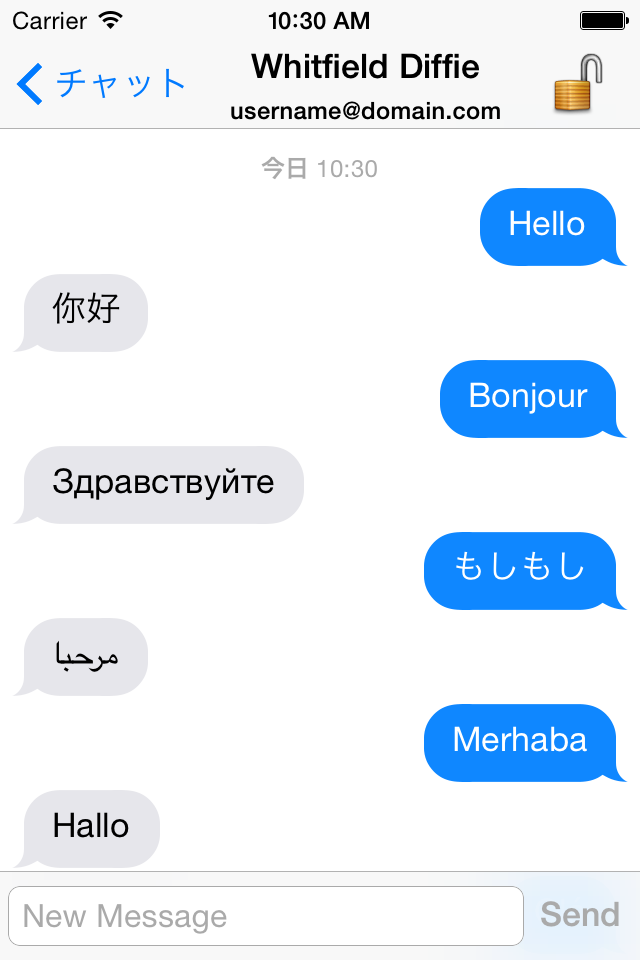 Carrier 10:30 AM
チャット Whitfield Diffie
username@domain.com
今日 10:30
Hello
你好
Bonjour
Здравствуйте
もしもし
مرحبا
Merhaba
Hallo
New Message Send